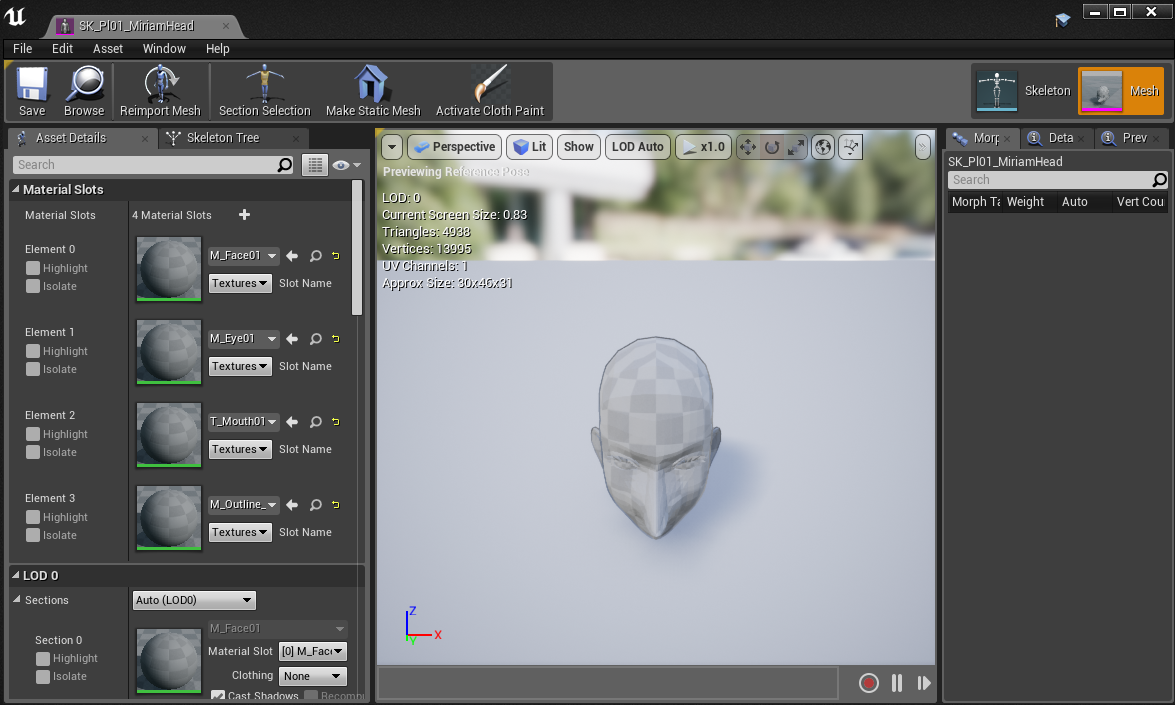 SK_Pl01_MiriamHead
File Edit Asset Window Help
Save Browse Reimport Mesh Section Selection Make Static Mesh Activate Cloth Paint Skeleton Mesh
Asset Details Skeleton Tree
Search
Material Slots
Material Slots 4 Material Slots
Element 0
Highlight
Isolate
M_Face01
Textures Slot Name
Element 1
Highlight
Isolate
M_Eye01
Textures Slot Name
Element 2
Highlight
Isolate
T_Mouth01
Textures Slot Name
Element 3
Highlight
Isolate
M_Outline_
Textures Slot Name
LOD 0
Sections Auto (LOD0)
Section 0
Highlight
Isolate
M_Face01
Material Slot [0] M_Face
Clothing None
Cast Shadows Recompu
Perspective Lit Show LOD Auto x1.0
Previewing Reference Pose
LOD: 0
Current Screen Size: 0.83
Triangles: 4938
Vertices: 13995
UV Channels: 1
Approx Size: 30x46x31
Z
X
Y
Morp Deta Prev
SK_Pl01_MiriamHead
Search
Morph Ta Weight Auto Vert Cou